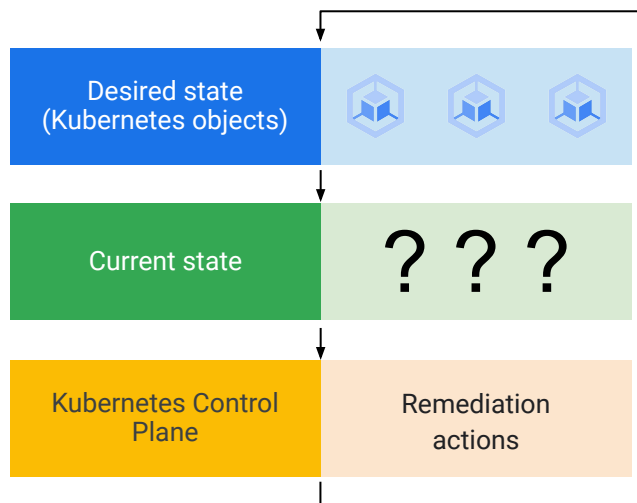 Desired state
(Kubernetes objects)
Current state
? ? ?
Kubernetes Control
Plane
Remediation
actions